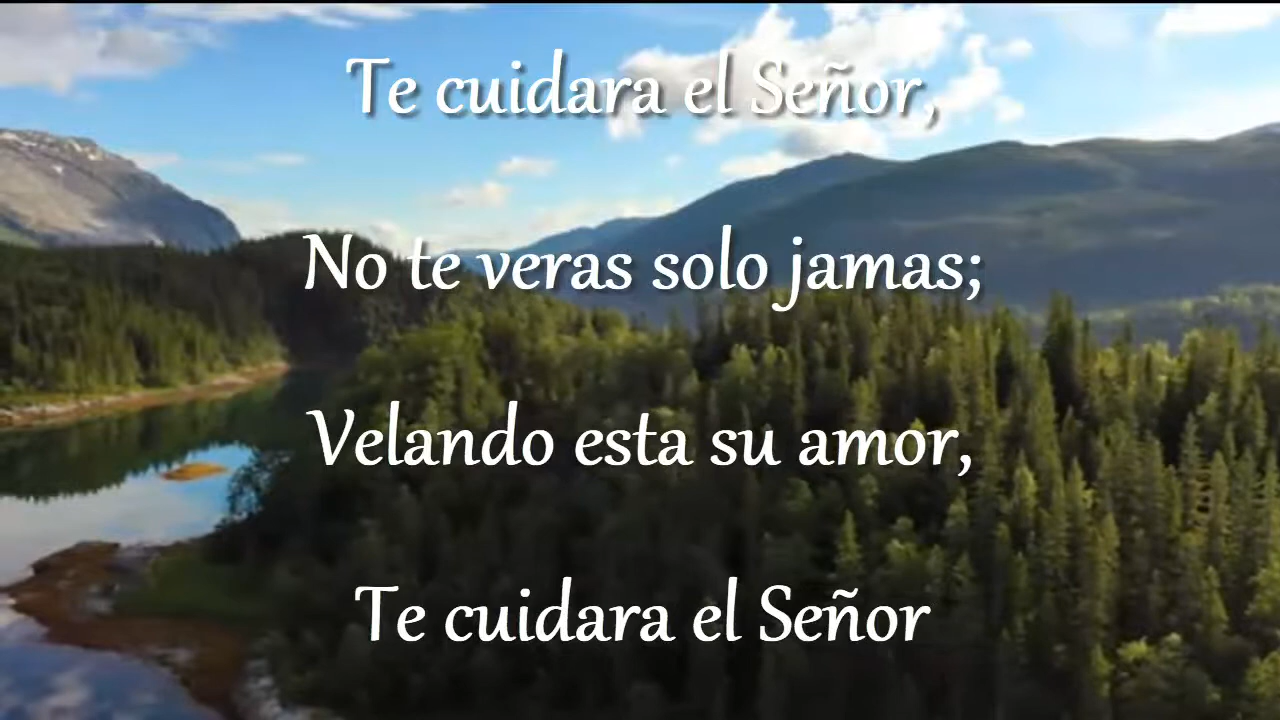 Te cuidara el Señor,
No te veras solo jamas;
Velando esta su amor,
Te cuidara el Señor